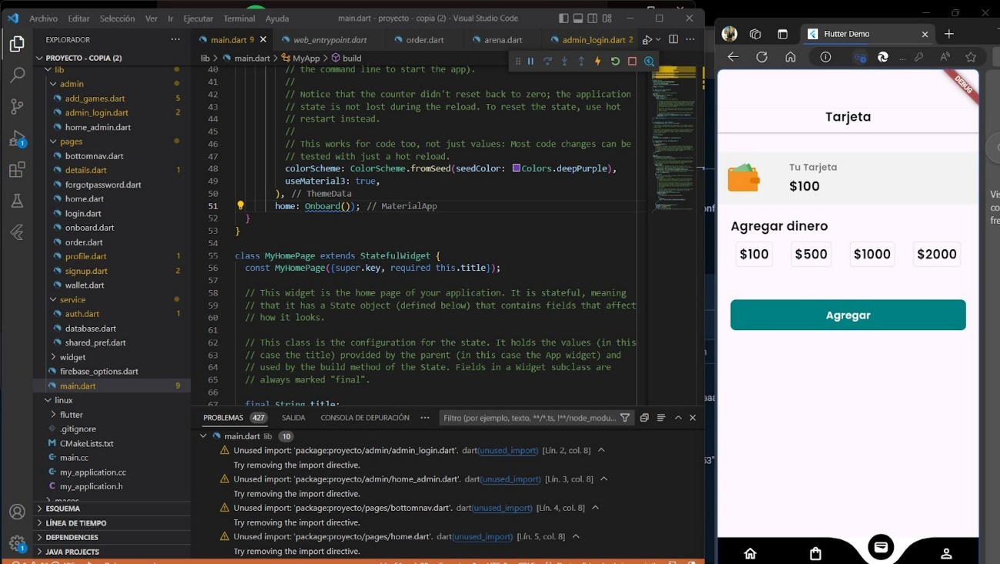 Archivo Editar Selección Ver Ir Ejecutar Terminal Ayuda
main.dart - proyecto - copia (2) - Visual Studio Code
EXPLORADOR
PROYECTO - COPIA (2)
lib
admin
add_games.dart 5
admin_login.dart 2
home_admin.dart
pages
bottomnav.dart
details.dart 1
forgotpassword.dart
home.dart
login.dart
onboard.dart
order.dart
profile.dart 1
signup.dart 2
wallet.dart
service
auth.dart 1
database.dart
shared_pref.dart
widget
firebase_options.dart
main.dart 9
linux
flutter
.gitignore
CMakeLists.txt
main.cc
my_application.cc
my_application.h
macos
ESQUEMA
LÍNEA DE TIEMPO
DEPENDENCIES
JAVA PROJECTS
1
1
main.dart 9 web_entrypoint.dart order.dart arena.dart admin_login.dart 2
lib > main.dart > MyApp > build
40 // the command line to start the app).
41 //
42 // Notice that the counter didn't reset back to zero; the application
43 // state is not lost during the reload. To reset the state, use hot
44 // restart instead.
45 //
46 // This works for code too, not just values: Most code changes can be
47 // tested with just a hot reload.
48 colorScheme: ColorScheme.fromSeed(seedColor: Colors.deepPurple),
49 useMaterial3: true,
50 ), // ThemeData
51 home: Onboard()); // MaterialApp
52 }
53 }
54
55 class MyHomePage extends StatefulWidget {
56 const MyHomePage({super.key, required this.title});
57
58 // This widget is the home page of your application. It is stateful, meaning
59 // that it has a State object (defined below) that contains fields that affect
60 // how it looks.
61
62 // This class is the configuration for the state. It holds the values (in this
63 // case the title) provided by the parent (in this case the App widget) and
64 // used by the build method of the State. Fields in a Widget subclass are
65 // always marked "final".
66
67 final String title;
PROBLEMAS 427 SALIDA CONSOLA DE DEPURACIÓN ··· Filtro (por ejemplo, texto, **/*.ts, !**/node_modu...
main.dart lib 10
Unused import: 'package:proyecto/admin/admin_login.dart'. dart(unused_import) [Lín. 2, col. 8]
Try removing the import directive.
Unused import: 'package:proyecto/admin/home_admin.dart'. dart(unused_import) [Lín. 3, col. 8]
Try removing the import directive.
Unused import: 'package:proyecto/pages/bottomnav.dart'. dart(unused_import) [Lín. 4, col. 8]
Try removing the import directive.
Unused import: 'package:proyecto/pages/home.dart'. dart(unused_import) [Lín. 5, col. 8]
Try removing the import directive.
Flutter Demo
DEBUG
Tarjeta
Tu Tarjeta
$100
Agregar dinero
$100 $500 $1000 $2000
Agregar